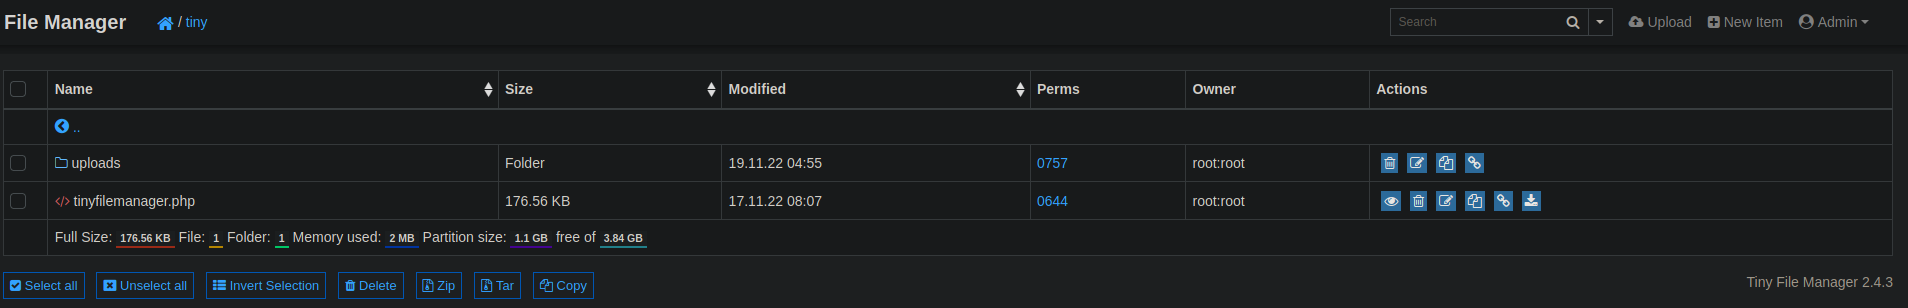 File Manager / tiny Search Upload New Item Admin
Name Size Modified Perms Owner Actions
..
uploads Folder 19.11.22 04:55 0757 root:root
tinyfilemanager.php 176.56 KB 17.11.22 08:07 0644 root:root
Full Size: 176.56 KB File: 1 Folder: 1 Memory used: 2 MB Partition size: 1.1 GB free of 3.84 GB
Select all Unselect all Invert Selection Delete Zip Tar Copy Tiny File Manager 2.4.3